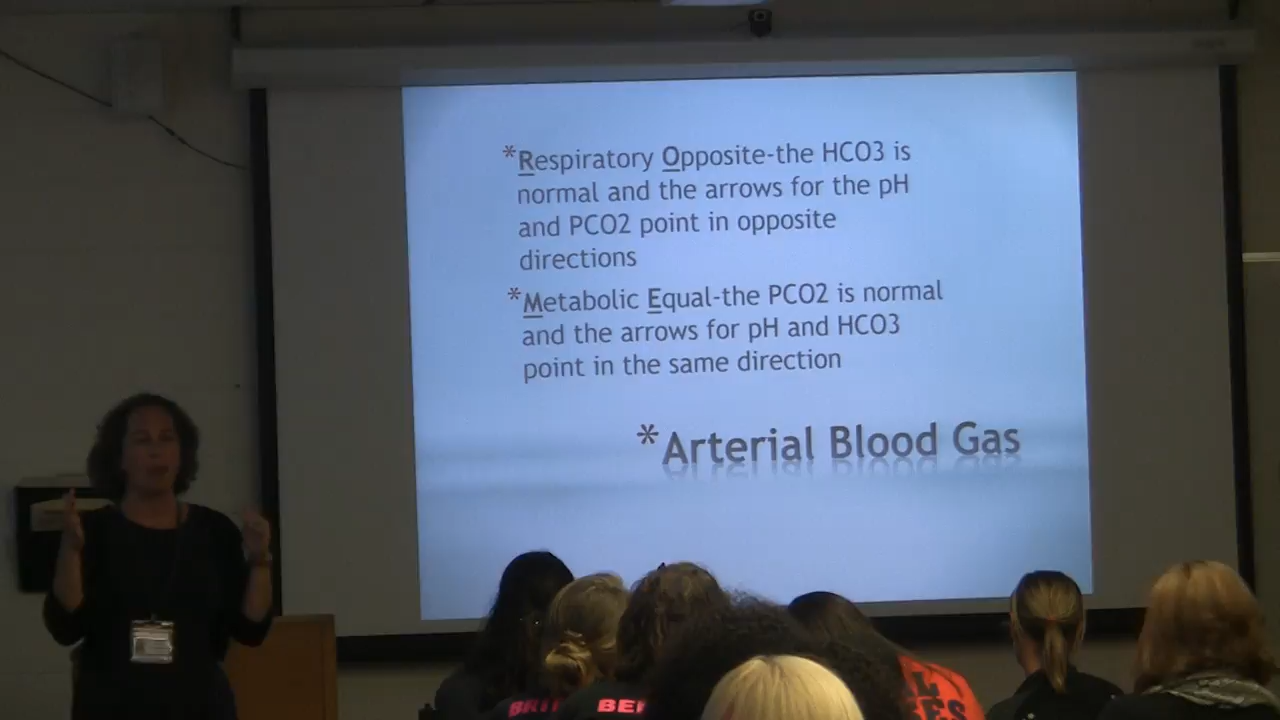 *Respiratory Opposite-the HCO3 is
normal and the arrows for the pH
and PCO2 point in opposite
directions
*Metabolic Equal-the PCO2 is normal
and the arrows for pH and HCO3
point in the same direction
*Arterial Blood Gas